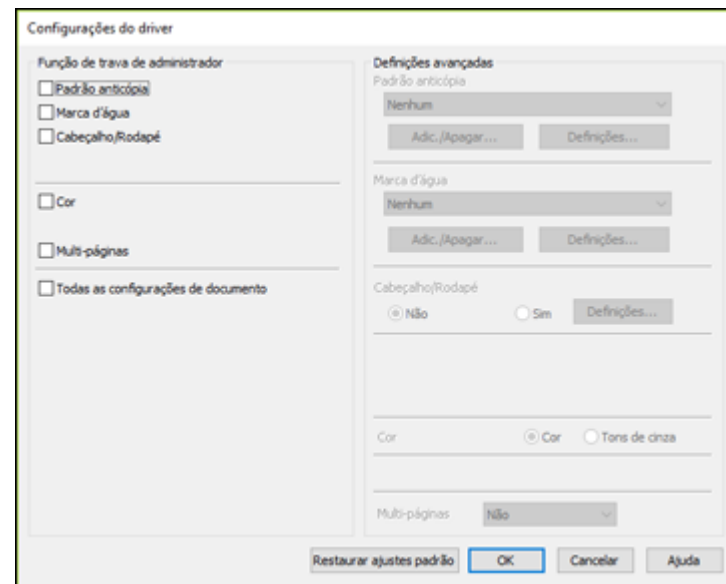 Configurações do driver
Função de trava de administrador
Padrão anticópia
Marca d'água
Cabeçalho/Rodapé
Cor
Multi-páginas
Todas as configurações de documento
Definições avançadas
Padrão anticópia
Nenhum
Adic./Apagar... Definições...
Marca d'água
Nenhum
Adic./Apagar... Definições...
Cabeçalho/Rodapé
Não Sim Definições...
Cor Cor Tons de cinza
Multi-páginas Não
Restaurar ajustes padrão OK Cancelar Ajuda